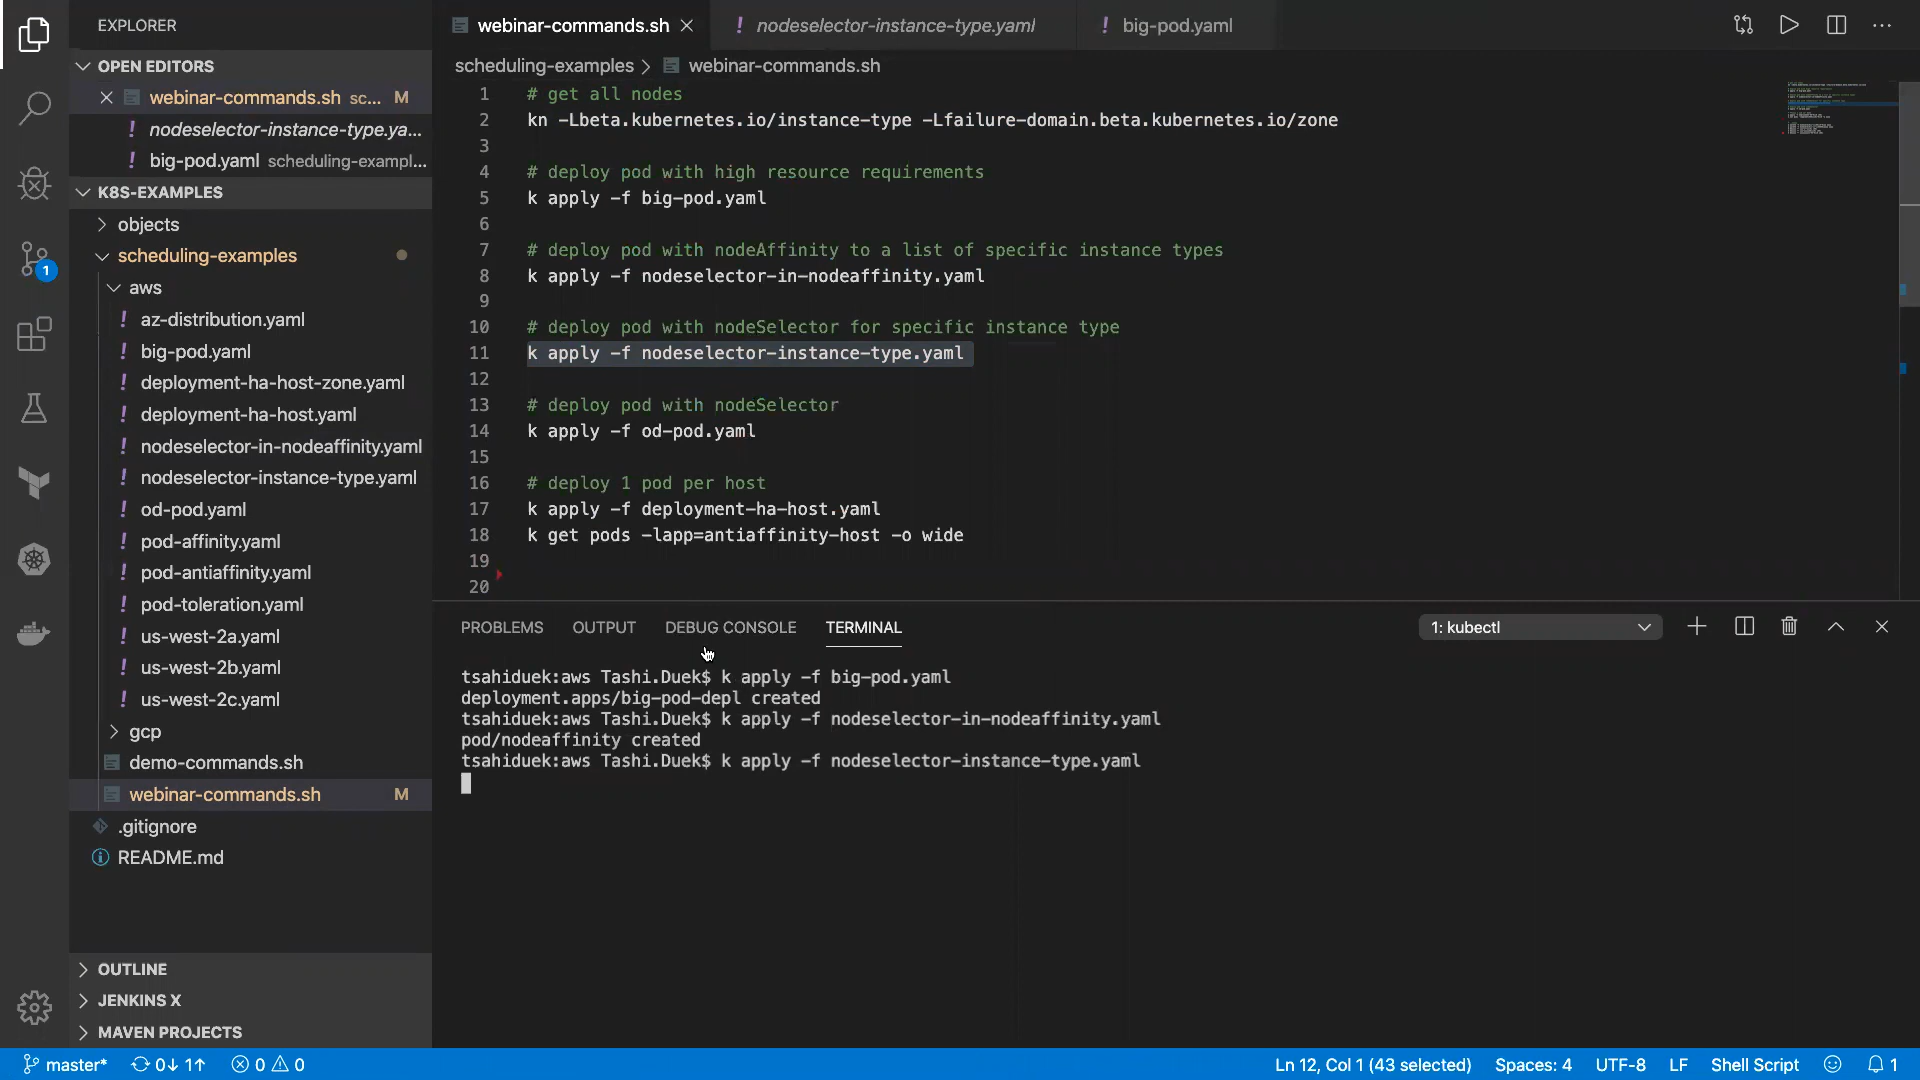 EXPLORER
OPEN EDITORS
webinar-commands.sh sc... M
nodeselector-instance-type.ya...
big-pod.yaml scheduling-exampl...
K8S-EXAMPLES
objects
scheduling-examples
aws
az-distribution.yaml
big-pod.yaml
deployment-ha-host-zone.yaml
deployment-ha-host.yaml
nodeselector-in-nodeaffinity.yaml
nodeselector-instance-type.yaml
od-pod.yaml
pod-affinity.yaml
pod-antiaffinity.yaml
pod-toleration.yaml
us-west-2a.yaml
us-west-2b.yaml
us-west-2c.yaml
gcp
demo-commands.sh
webinar-commands.sh M
.gitignore
README.md
OUTLINE
JENKINS X
MAVEN PROJECTS
1
webinar-commands.sh
nodeselector-instance-type.yaml
big-pod.yaml
scheduling-examples > webinar-commands.sh
1 # get all nodes
2 kn -Lbeta.kubernetes.io/instance-type -Lfailure-domain.beta.kubernetes.io/zone
3
4 # deploy pod with high resource requirements
5 k apply -f big-pod.yaml
6
7 # deploy pod with nodeAffinity to a list of specific instance types
8 k apply -f nodeselector-in-nodeaffinity.yaml
9
10 # deploy pod with nodeSelector for specific instance type
11 k apply -f nodeselector-instance-type.yaml
12
13 # deploy pod with nodeSelector
14 k apply -f od-pod.yaml
15
16 # deploy 1 pod per host
17 k apply -f deployment-ha-host.yaml
18 k get pods -lapp=antiaffinity-host -o wide
19
20
PROBLEMS OUTPUT DEBUG CONSOLE TERMINAL 1: kubectl
tsahiduek:aws Tashi.Duek$ k apply -f big-pod.yaml
deployment.apps/big-pod-depl created
tsahiduek:aws Tashi.Duek$ k apply -f nodeselector-in-nodeaffinity.yaml
pod/nodeaffinity created
tsahiduek:aws Tashi.Duek$ k apply -f nodeselector-instance-type.yaml
master* 0↓ 1↑ 0 0 Ln 12, Col 1 (43 selected) Spaces: 4 UTF-8 LF Shell Script 1